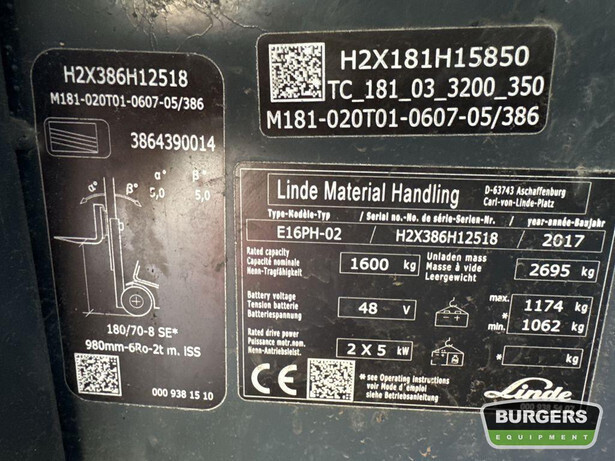 H2X386H12518
M181-020T01-0607-05/386
3864390014
α° β°
α° β° 5,0 5,0
180/70-8 SE*
980mm-6Ro-2t m. ISS
000 938 15 10
H2X181H15850
TC_181_03_3200_350
M181-020T01-0607-05/386
Linde Material Handling
D-63743 Aschaffenburg
Carl-von-Linde-Platz
Type-Modèle-Typ / Serial no.-No. de série-Serien-Nr. / year-année-Baujahr
E16PH-02 / H2X386H12518 / 2017
Rated capacity
Capacité nominale
Nenn-Tragfähigkeit
1600 kg
Unladen mass
Masse à vide
Leergewicht
2695 kg
Battery voltage
Tension batterie
Batteriespannung
48 V
max. 1174 kg
* min. 1062 kg
Rated drive power
Puissance motr.nom.
Nenn-Antriebsleist.
2 X 5 kW
* kg
CE
* see Operating Instructions
voir Mode d'emploi
siehe Betriebsanleitung
Linde
BURGERS
EQUIPMENT